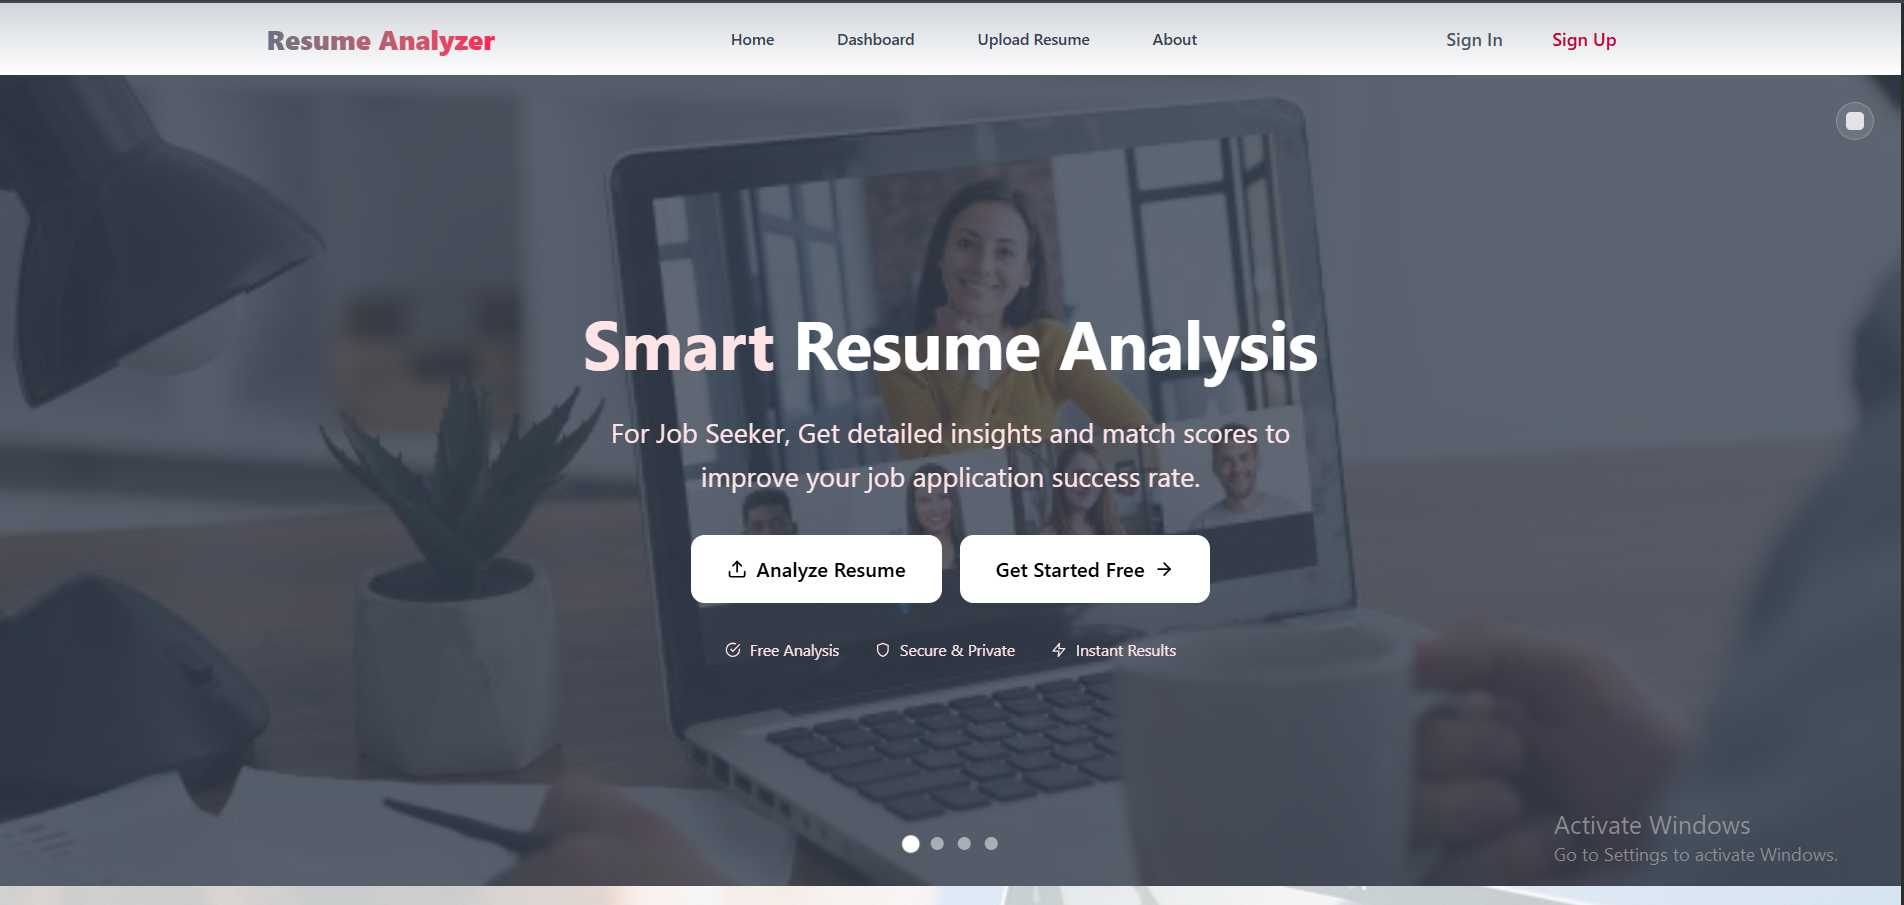 Resume Analyzer
Home
Dashboard
Upload Resume
About
Sign In
Sign Up
Smart Resume Analysis
For Job Seeker, Get detailed insights and match scores to
improve your job application success rate.
Analyze Resume
Get Started Free
Free Analysis
Secure & Private
Instant Results
Activate Windows
Go to Settings to activate Windows.